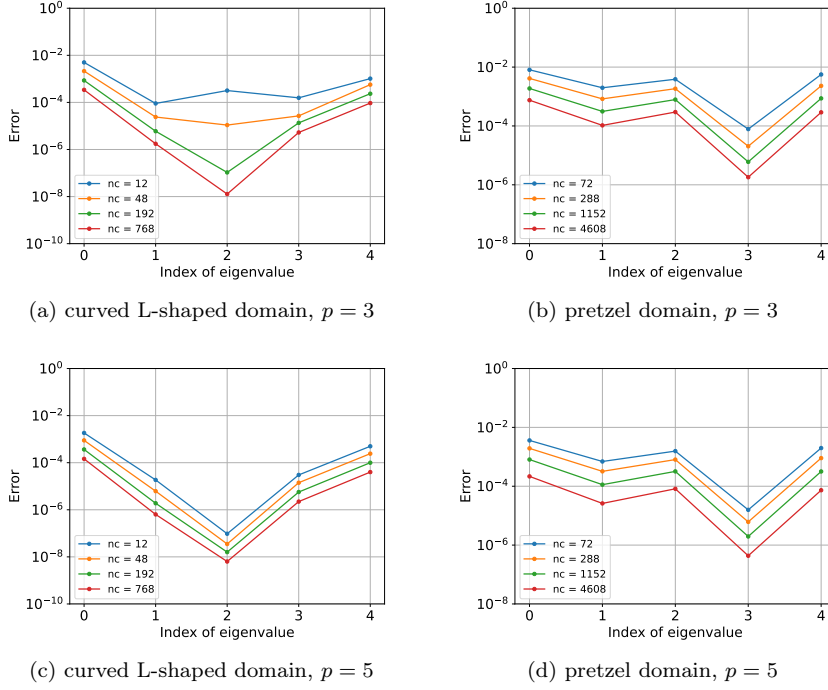 10^0
10^−2
10^−4
10^−6
10^−8
10^−10
Error
nc = 12
nc = 48
nc = 192
nc = 768
0 1 2 3 4
Index of eigenvalue
(a) curved L-shaped domain, p = 3
10^0
10^−2
10^−4
10^−6
10^−8
Error
nc = 72
nc = 288
nc = 1152
nc = 4608
0 1 2 3 4
Index of eigenvalue
(b) pretzel domain, p = 3
10^0
10^−2
10^−4
10^−6
10^−8
10^−10
Error
nc = 12
nc = 48
nc = 192
nc = 768
0 1 2 3 4
Index of eigenvalue
(c) curved L-shaped domain, p = 5
10^0
10^−2
10^−4
10^−6
10^−8
Error
nc = 72
nc = 288
nc = 1152
nc = 4608
0 1 2 3 4
Index of eigenvalue
(d) pretzel domain, p = 5